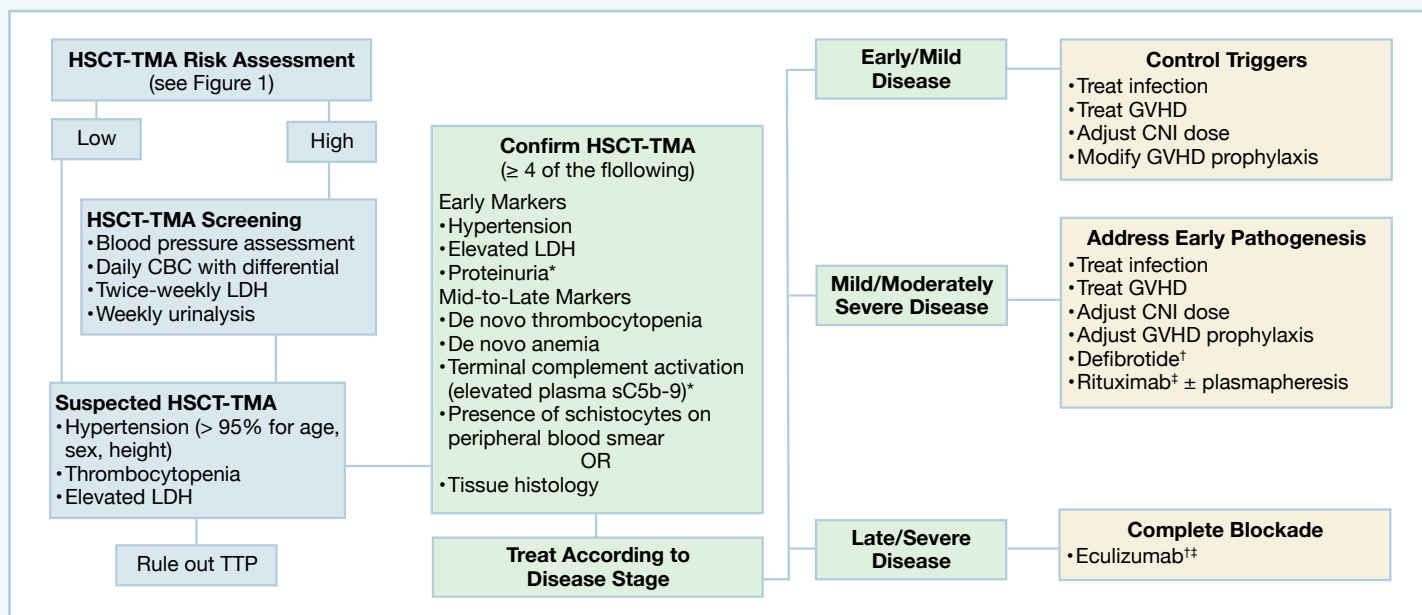 HSCT-TMA Risk Assessment
(see Figure 1)
Low
High
HSCT-TMA Screening
•Blood pressure assessment
•Daily CBC with differential
•Twice-weekly LDH
•Weekly urinalysis
Suspected HSCT-TMA
•Hypertension (> 95% for age,
sex, height)
•Thrombocytopenia
•Elevated LDH
Rule out TTP
Confirm HSCT-TMA
(≥ 4 of the flollowing)
Early Markers
•Hypertension
•Elevated LDH
•Proteinuria*
Mid-to-Late Markers
•De novo thrombocytopenia
•De novo anemia
•Terminal complement activation
(elevated plasma sC5b-9)*
•Presence of schistocytes on
peripheral blood smear
OR
•Tissue histology
Treat According to
Disease Stage
Early/Mild
Disease
Control Triggers
•Treat infection
•Treat GVHD
•Adjust CNI dose
•Modify GVHD prophylaxis
Mild/Moderately
Severe Disease
Address Early Pathogenesis
•Treat infection
•Treat GVHD
•Adjust CNI dose
•Adjust GVHD prophylaxis
•Defibrotide†
•Rituximab‡ ± plasmapheresis
Late/Severe
Disease
Complete Blockade
•Eculizumab†‡